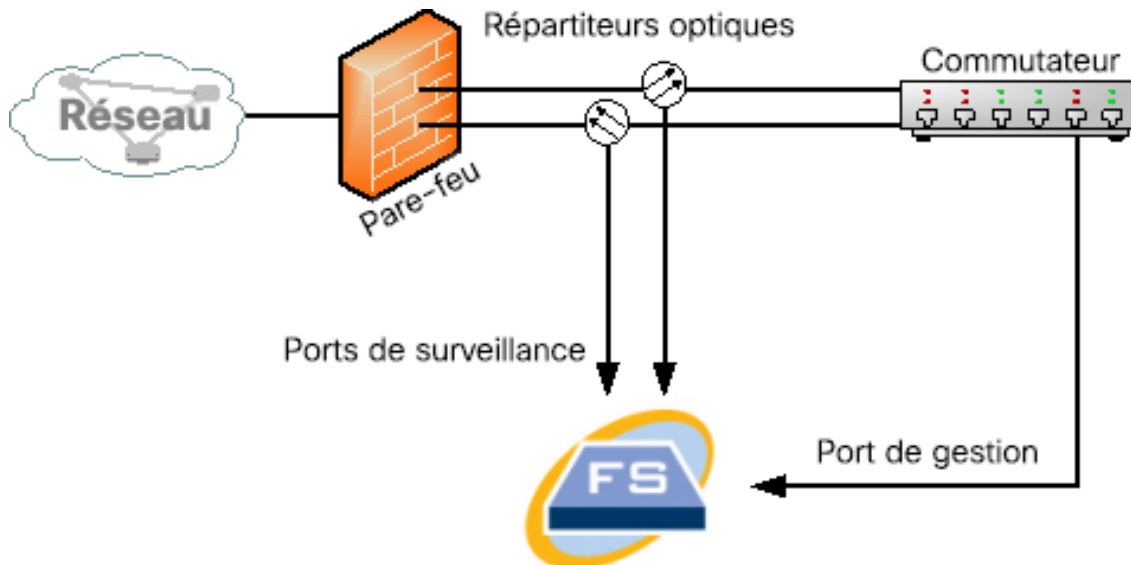 Répartiteurs optiques
Commutateur
Réseau
Pare-feu
Ports de surveillance
Port de gestion
FS